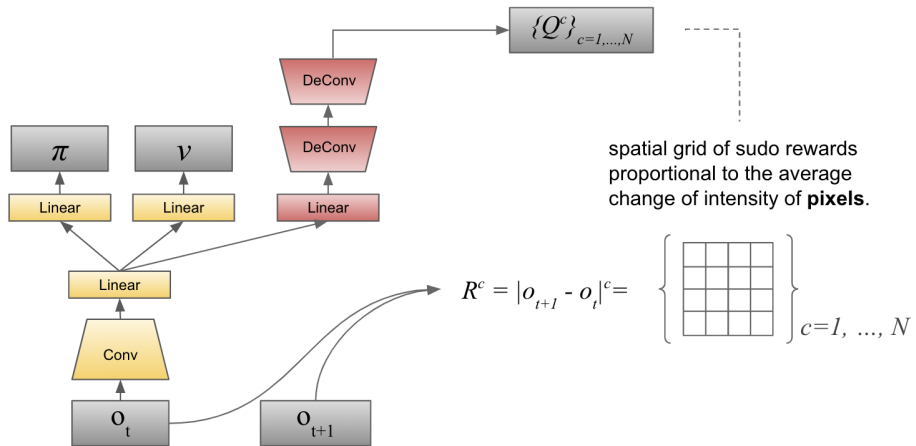 {Q^c}_{c=1,...,N}
DeConv
DeConv
π
v
Linear
Linear
Linear
spatial grid of sudo rewards
proportional to the average
change of intensity of pixels.
Linear
R^c = |o_{t+1} - o_t|^c =
c=1, ..., N
Conv
o_t
o_{t+1}